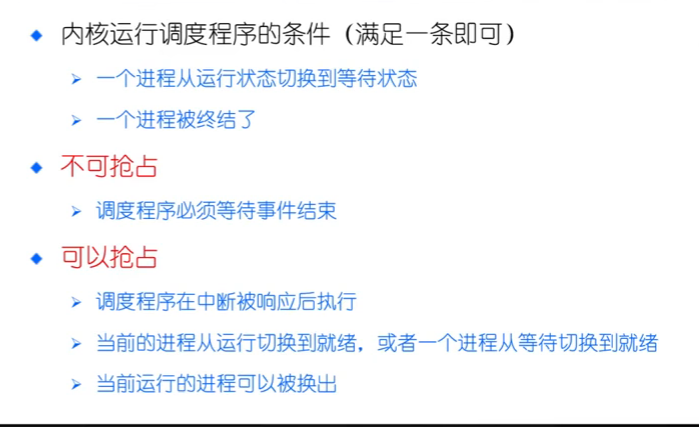 内核运行调度程序的条件（满足一条即可）
一个进程从运行状态切换到等待状态
一个进程被终结了
不可抢占
调度程序必须等待事件结束
可以抢占
调度程序在中断被响应后执行
当前的进程从运行切换到就绪，或者一个进程从等待切换到就绪
当前运行的进程可以被换出